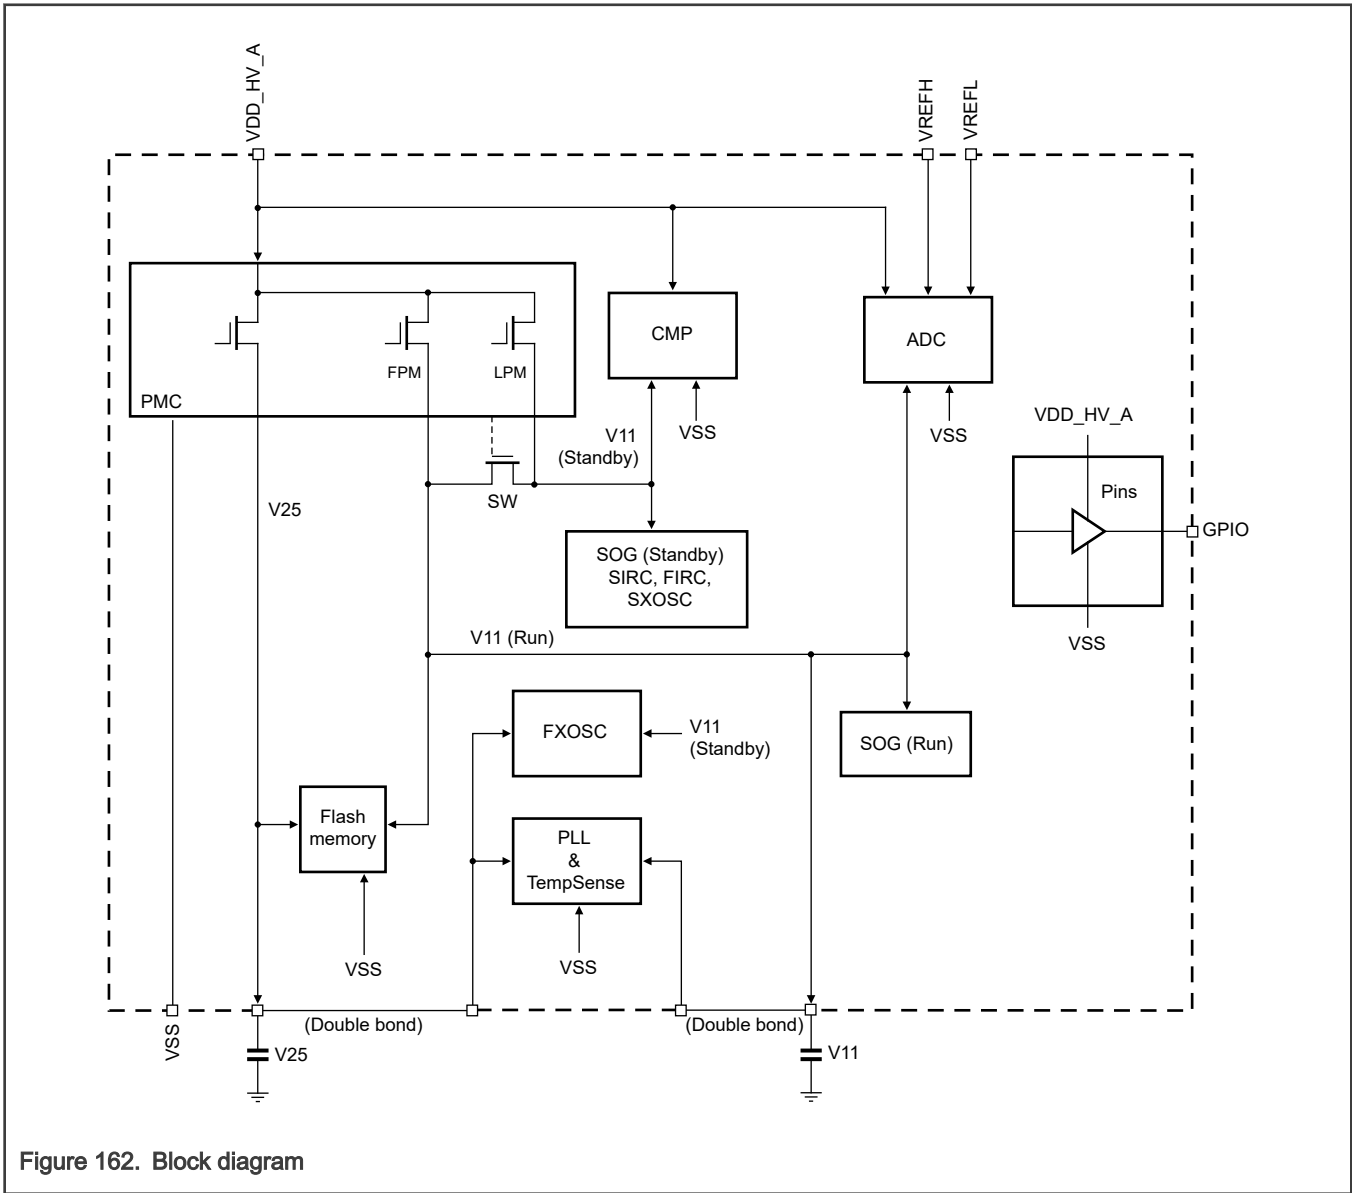 VDD_HV_A
VREFH
VREFL
CMP
ADC
FPM
LPM
PMC
VDD_HV_A
V11
(Standby)
VSS
VSS
Pins
SW
V25
GPIO
SOG (Standby)
SIRC, FIRC,
SXOSC
V11 (Run)
VSS
FXOSC
V11
(Standby)
SOG (Run)
Flash
memory
PLL
&
TempSense
VSS
VSS
(Double bond)
(Double bond)
VSS
V25
V11
Figure 162. Block diagram